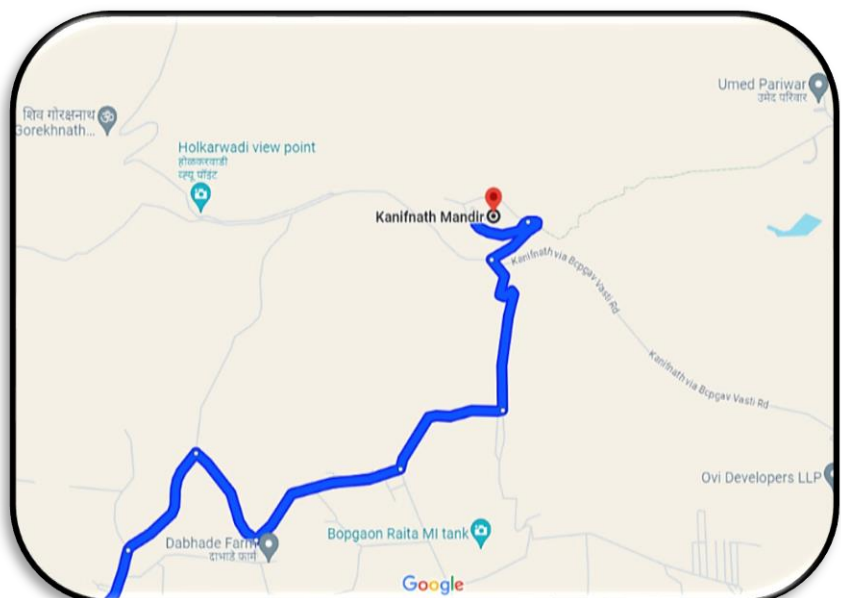 Umed Pariwar
उमेद परिवार
शिव गोरक्षनाथ
Gorekhnath...
Holkarwadi view point
होळकरवाडी
व्ह्यू पॉइंट
Kanifnath Mandir
Kanifnath via Bopgav Vasti Rd
Kanifnath via Bopgav Vasti Rd
Ovi Developers LLP
Bopgaon Raita MI tank
Dabhade Farm
दाभाडे फार्म
Google